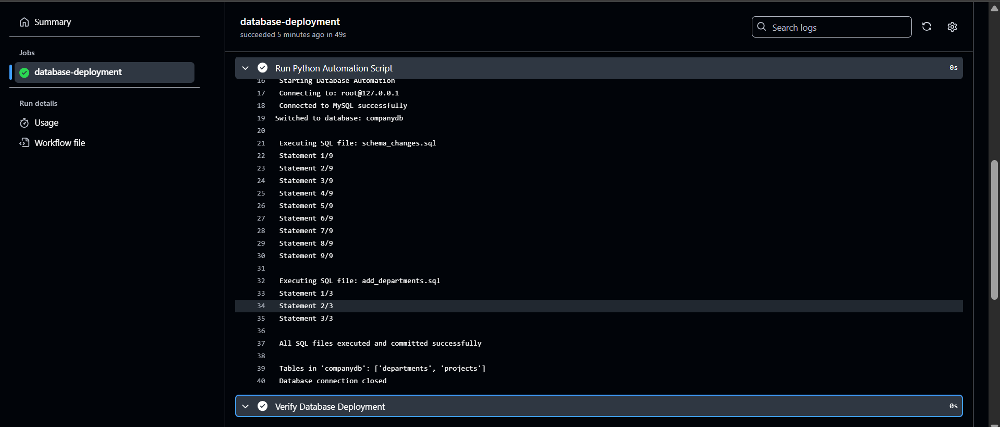 Summary
Jobs
database-deployment
Run details
Usage
Workflow file
database-deployment
succeeded 5 minutes ago in 49s
Search logs
Run Python Automation Script 0s
16 Starting Database Automation
17 Connecting to: root@127.0.0.1
18 Connected to MySQL successfully
19 Switched to database: companydb
20
21 Executing SQL file: schema_changes.sql
22 Statement 1/9
23 Statement 2/9
24 Statement 3/9
25 Statement 4/9
26 Statement 5/9
27 Statement 6/9
28 Statement 7/9
29 Statement 8/9
30 Statement 9/9
31
32 Executing SQL file: add_departments.sql
33 Statement 1/3
34 Statement 2/3
35 Statement 3/3
36
37 All SQL files executed and committed successfully
38
39 Tables in 'companydb': ['departments', 'projects']
40 Database connection closed
Verify Database Deployment 0s